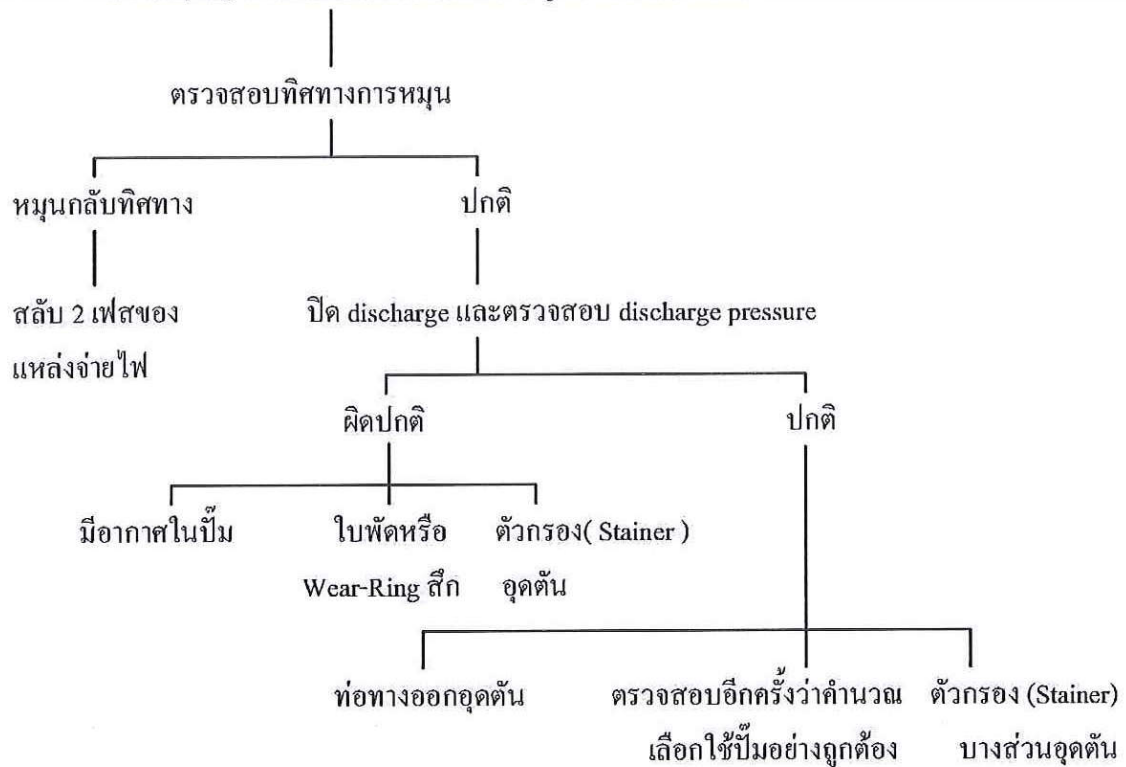 ตรวจสอบทิศทางการหมุน
หมุนกลับทิศทาง
ปกติ
สลับ 2 เฟสของ
แหล่งจ่ายไฟ
ปิด discharge และตรวจสอบ discharge pressure
ผิดปกติ
ปกติ
มีอากาศในปั๊ม
ใบพัดหรือ
Wear-Ring สึก
ตัวกรอง( Stainer )
อุดตัน
ท่อทางออกอุดตัน
ตรวจสอบอีกครั้งว่าคำนวณ
เลือกใช้ปั๊มอย่างถูกต้อง
ตัวกรอง (Stainer)
บางส่วนอุดตัน